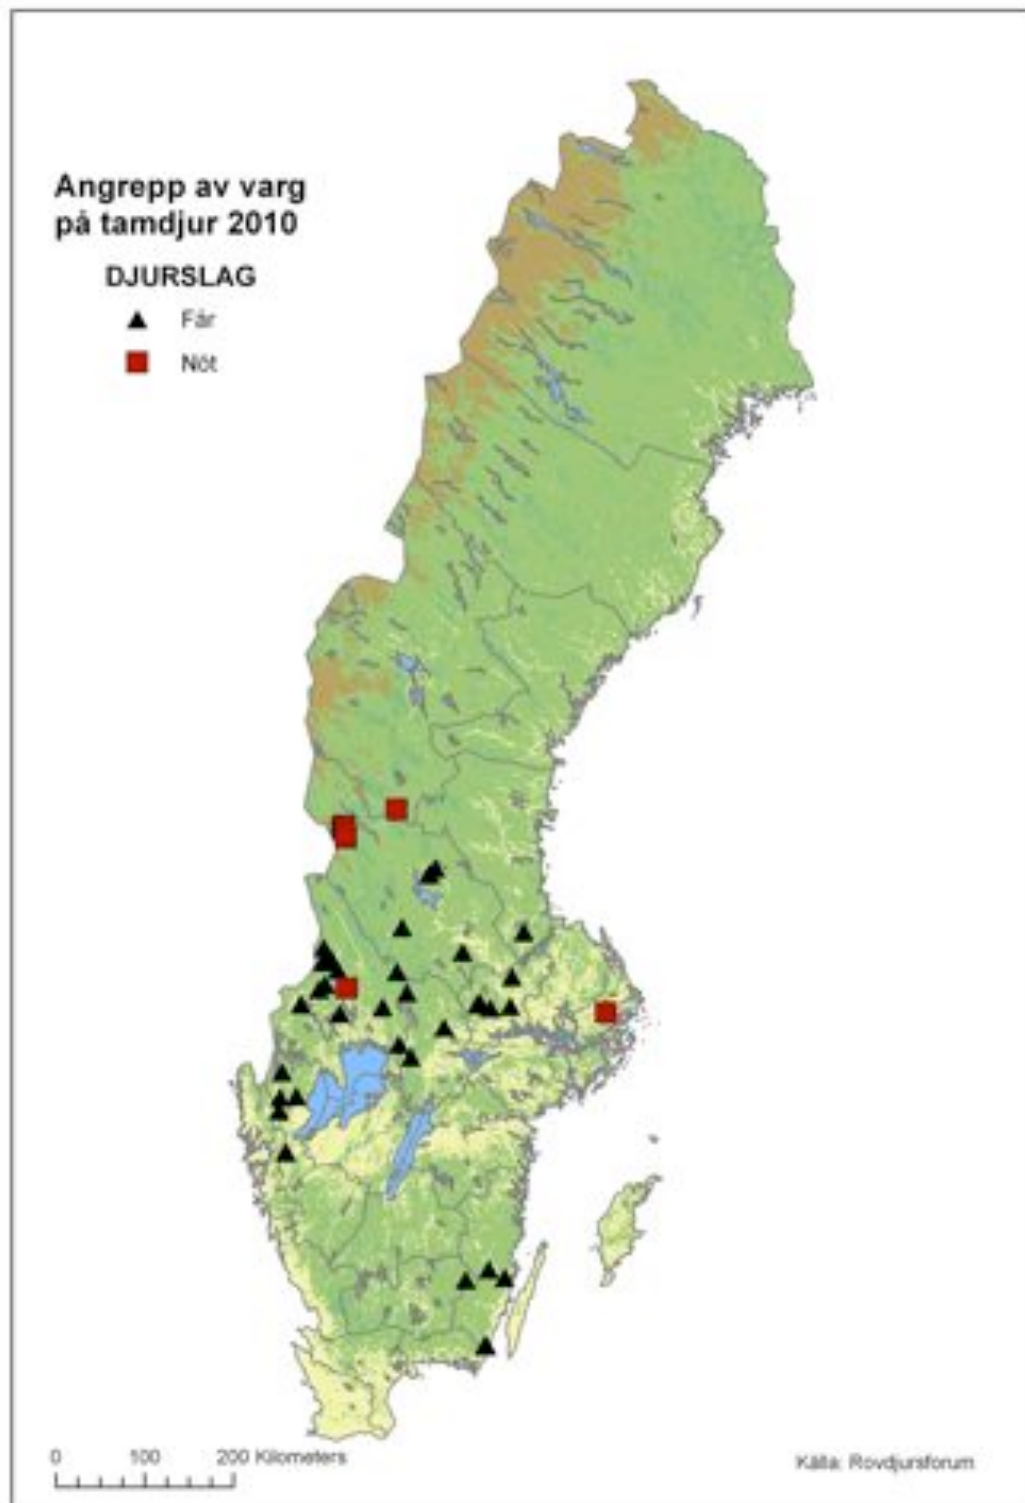 Angrepp av varg
på tamdjur 2010
DJURSLAG
Får
Nöt
0 100 200 Kilometers
Källa: Rovdjursforum